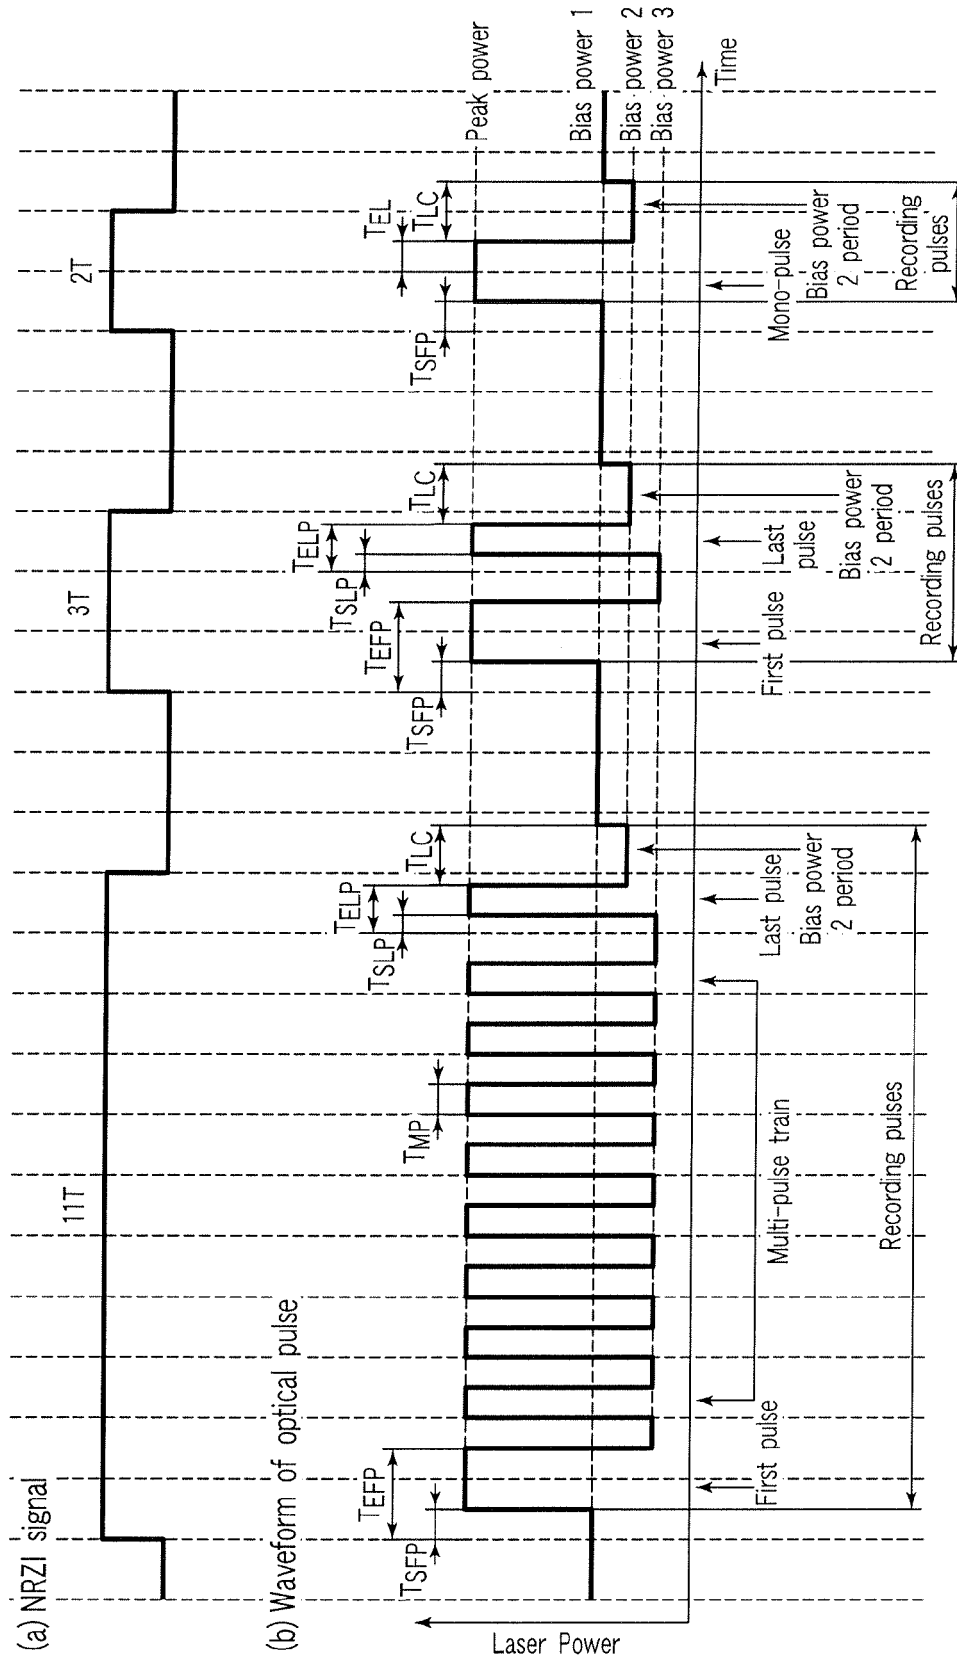 (a) NRZI signal
11T
3T
2T
(b) Waveform of optical pulse
Laser Power
TSFP
TEFP
TMP
TSLP
TELP
TLC
TSFP
TEFP
TSLP
TELP
TLC
TSFP
TEL
TLC
Peak power
Bias power 1
Bias power 2
Bias power 3
Time
First pulse
Multi-pulse train
Last pulse
Bias power
2 period
Recording pulses
First pulse
Last
pulse
Bias power
2 period
Recording pulses
Mono-pulse
Bias power
2 period
Recording
pulses